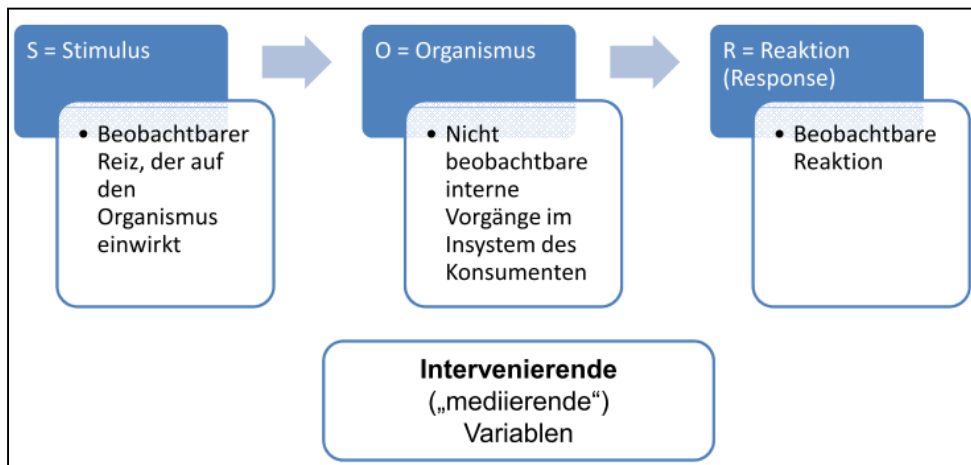 S = Stimulus
• Beobachtbarer
Reiz, der auf
den
Organismus
einwirkt
O = Organismus
• Nicht
beobachtbare
interne
Vorgänge im
Insystem des
Konsumenten
R = Reaktion
(Response)
• Beobachtbare
Reaktion
Intervenierende
(„mediierende“)
Variablen